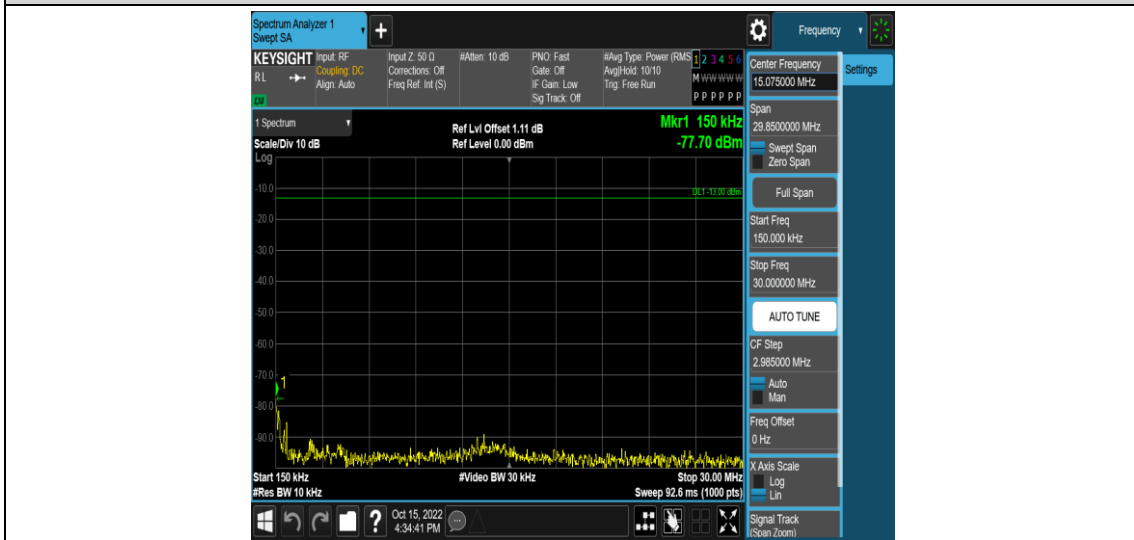 Spectrum Analyzer 1
Swept SA
+
Frequency
KEYSIGHT
RL
LXI
Input: RF
Coupling: DC
Align: Auto
Input Z: 50 Ω
Corrections: Off
Freq Ref: Int (S)
#Atten: 10 dB
PNO: Fast
Gate: Off
IF Gain: Low
Sig Track: Off
#Avg Type: Power (RMS
Avg|Hold: 10/10
Trig: Free Run
1 2 3 4 5 6
M W W W W W
P P P P P P
Center Frequency
15.075000 MHz
Settings
Span
29.8500000 MHz
Swept Span
Zero Span
Full Span
Start Freq
150.000 kHz
Stop Freq
30.000000 MHz
AUTO TUNE
CF Step
2.985000 MHz
Auto
Man
Freq Offset
0 Hz
X Axis Scale
Log
Lin
Signal Track
(Span Zoom)
1 Spectrum
Scale/Div 10 dB
Log
Ref Lvl Offset 1.11 dB
Ref Level 0.00 dBm
Mkr1 150 kHz
-77.70 dBm
DL1 -13.00 dBm
-10.0
-20.0
-30.0
-40.0
-50.0
-60.0
-70.0
1
-80.0
-90.0
Start 150 kHz
#Video BW 30 kHz
Stop 30.00 MHz
#Res BW 10 kHz
Sweep 92.6 ms (1000 pts)
?
Oct 15, 2022
4:34:41 PM